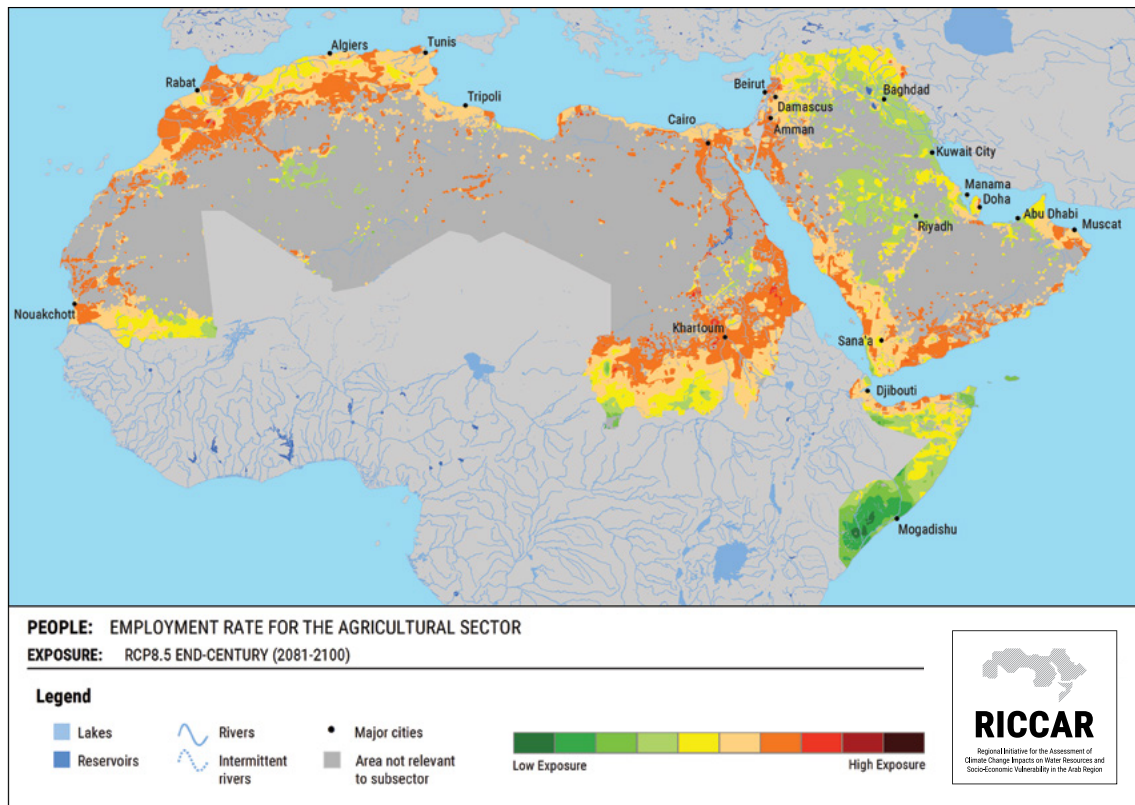 Algiers
Tunis
Rabat
Tripoli
Beirut
Damascus
Amman
Baghdad
Cairo
Kuwait City
Manama
Doha
Abu Dhabi
Muscat
Riyadh
Nouakchott
Khartoum
Sana'a
Djibouti
Mogadishu
PEOPLE: EMPLOYMENT RATE FOR THE AGRICULTURAL SECTOR
EXPOSURE: RCP8.5 END-CENTURY (2081-2100)
Legend
Lakes
Rivers
Major cities
Reservoirs
Intermittent
rivers
Area not relevant
to subsector
Low Exposure
High Exposure
RICCAR
Regional Initiative for the Assessment of
Climate Change Impacts on Water Resources and
Socio-Economic Vulnerability in the Arab Region